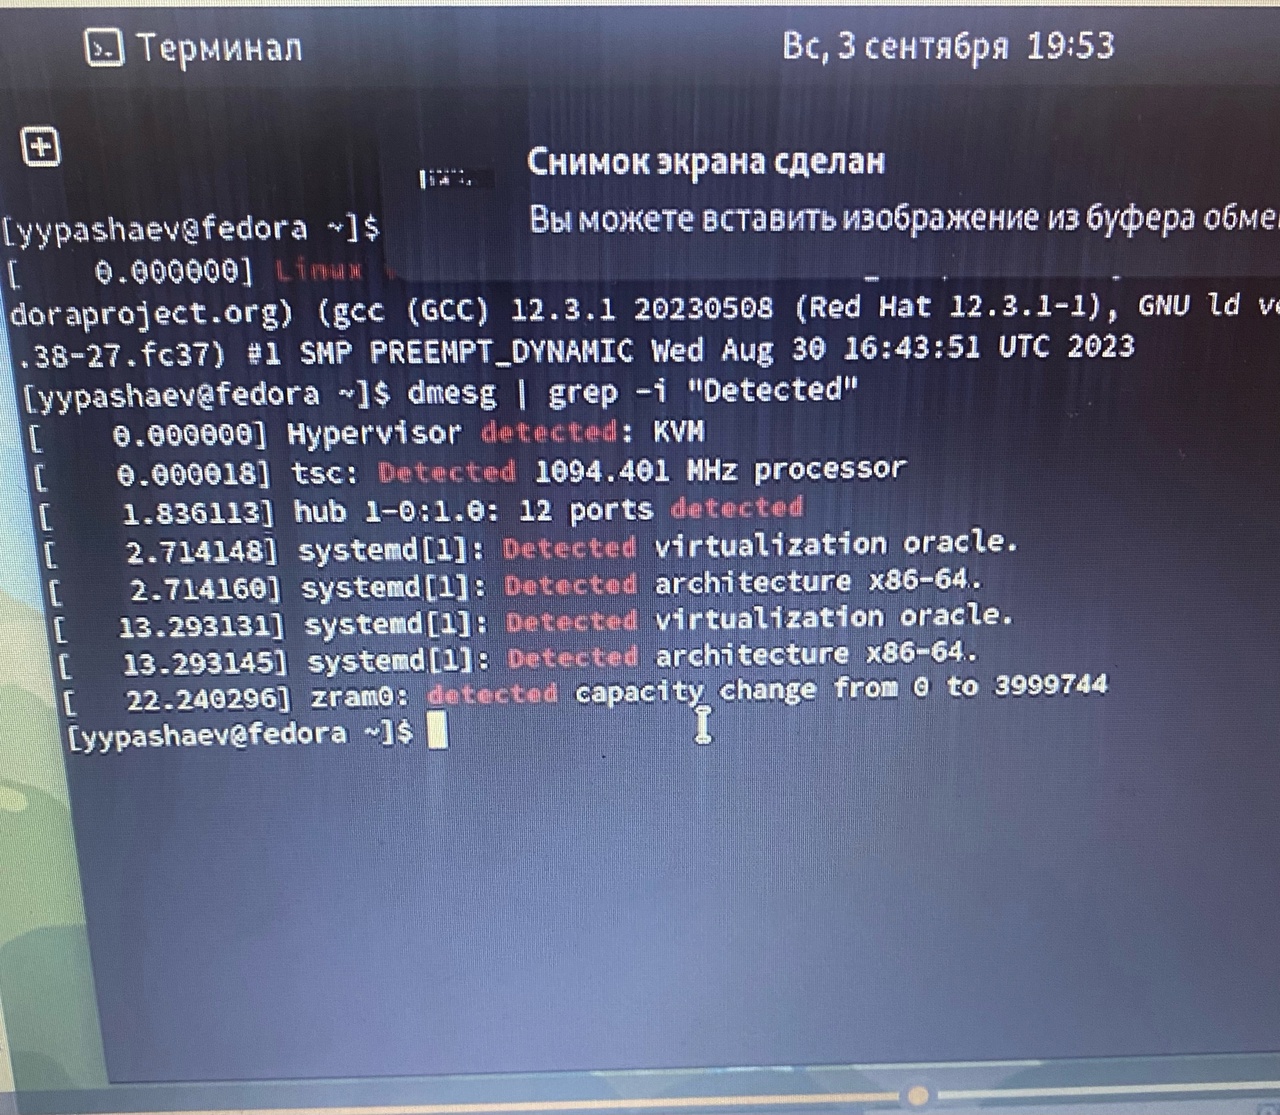 Терминал
Вс, 3 сентября 19:53
Снимок экрана сделан
Вы можете вставить изображение из буфера
[yypashaev@fedora ~]$
[    0.000000] Linux
doraproject.org) (gcc (GCC) 12.3.1 20230508 (Red Hat 12.3.1-1), GNU ld
.38-27.fc37) #1 SMP PREEMPT_DYNAMIC Wed Aug 30 16:43:51 UTC 2023
[yypashaev@fedora ~]$ dmesg | grep -i "Detected"
[    0.000000] Hypervisor detected: KVM
[    0.000018] tsc: Detected 1094.401 MHz processor
[    1.836113] hub 1-0:1.0: 12 ports detected
[    2.714148] systemd[1]: Detected virtualization oracle.
[    2.714160] systemd[1]: Detected architecture x86-64.
[   13.293131] systemd[1]: Detected virtualization oracle.
[   13.293145] systemd[1]: Detected architecture x86-64.
[   22.240296] zram0: detected capacity change from 0 to 3999744
[yypashaev@fedora ~]$